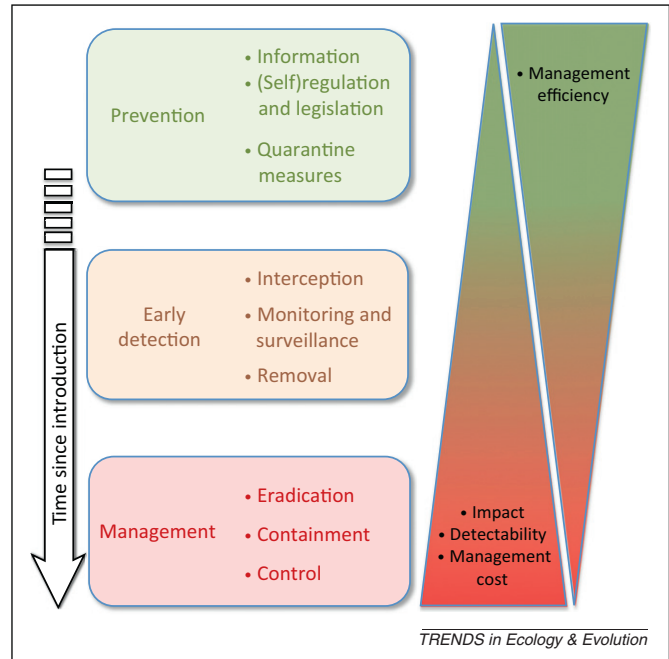 Prevention
• Information
• (Self)regulation
and legislation
• Quarantine
measures
Time since introduction
Early
detection
• Interception
• Monitoring and
surveillance
• Removal
Management
• Eradication
• Containment
• Control
• Management
efficiency
• Impact
• Detectability
• Management
cost
TRENDS in Ecology & Evolution